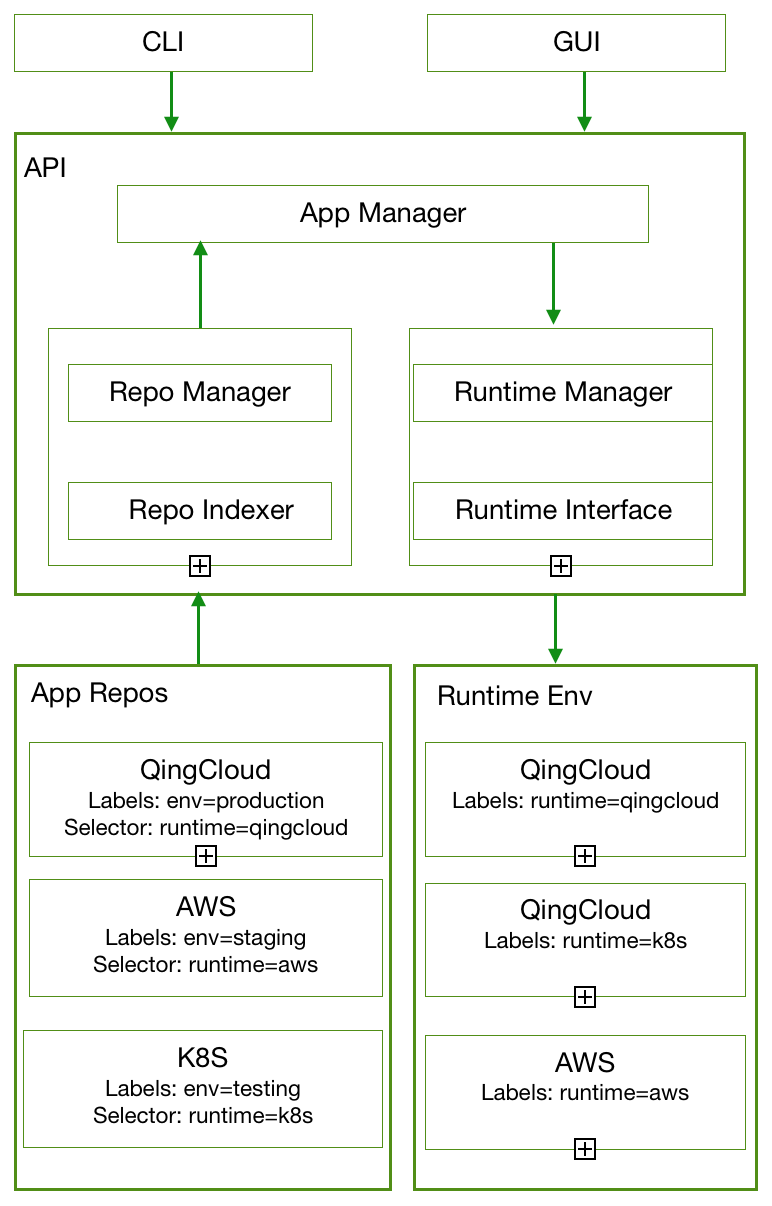 CLI
GUI
API
App Manager
Repo Manager
Runtime Manager
Repo Indexer
Runtime Interface
App Repos
QingCloud
Labels: env=production
Selector: runtime=qingcloud
AWS
Labels: env=staging
Selector: runtime=aws
K8S
Labels: env=testing
Selector: runtime=k8s
Runtime Env
QingCloud
Labels: runtime=qingcloud
QingCloud
Labels: runtime=k8s
AWS
Labels: runtime=aws